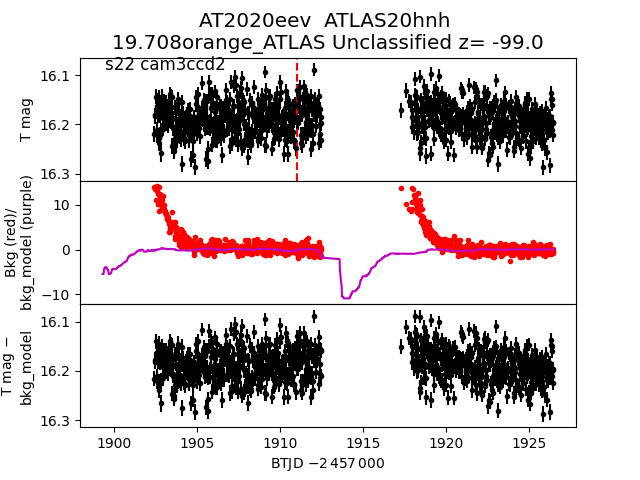 AT2020eev  ATLAS20hnh
19.708orange_ATLAS Unclassified z= -99.0
s22 cam3ccd2
16.1
16.2
16.3
T mag
10
0
−10
Bkg (red)/
bkg_model (purple)
16.1
16.2
16.3
T mag −
bkg_model
1900
1905
1910
1915
1920
1925
BTJD −2 457 000